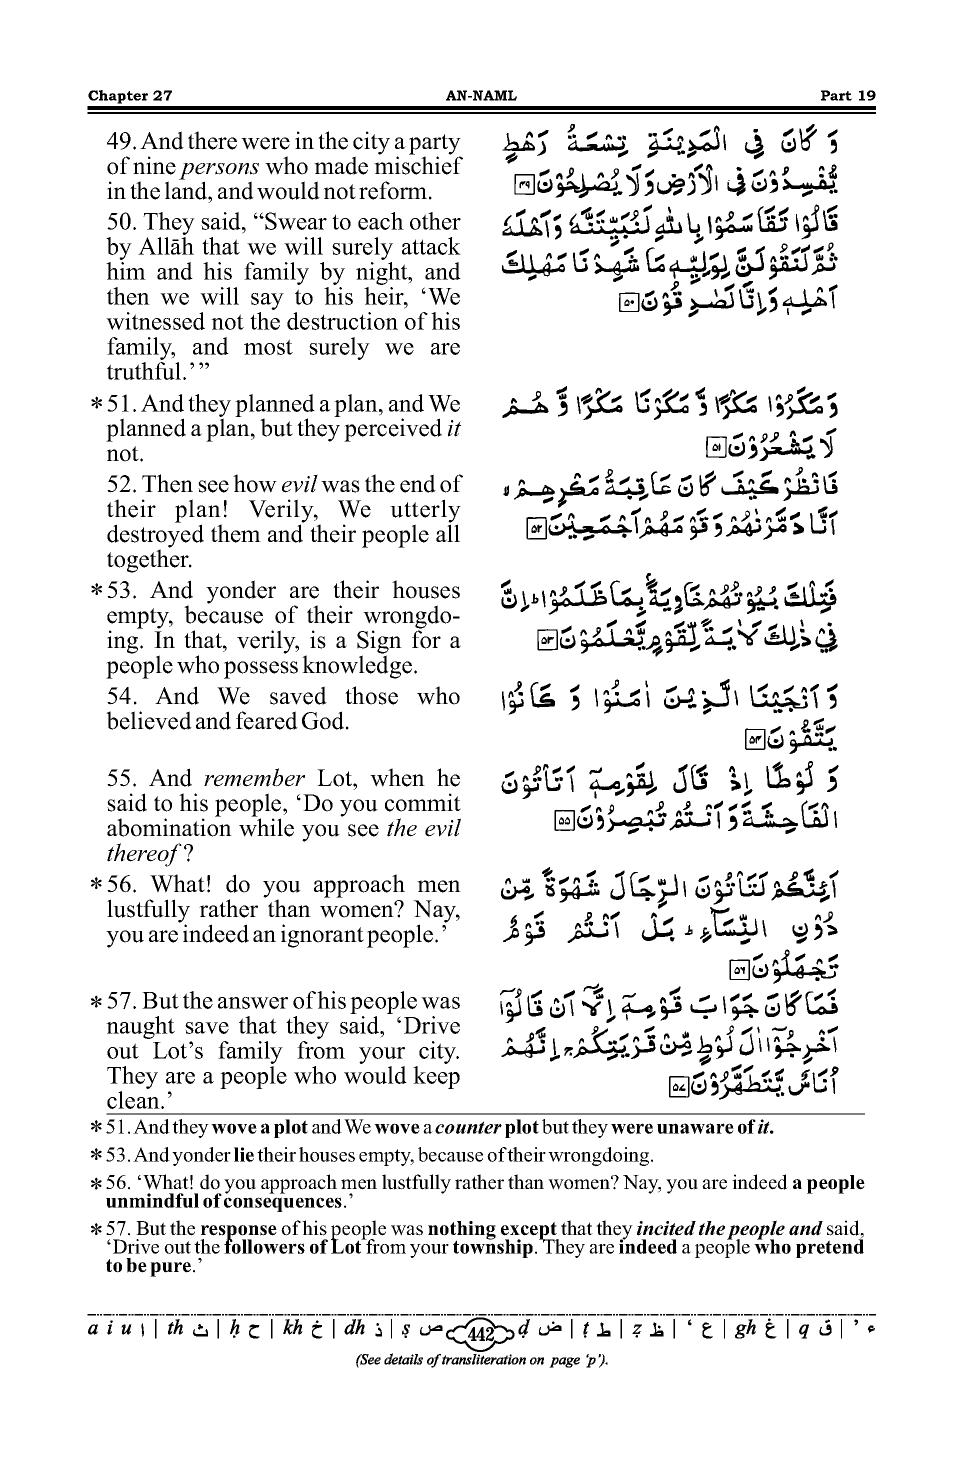 Chapter 27 AN-NAML Part 19
49. And there were in the city a party
of nine persons who made mischief
in the land, and would not reform.
وَ كَانَ فِي الْمَدِيْنَةِ تِسْعَةُ رَهْطٍ
يُّفْسِدُوْنَ فِي الْاَرْضِ وَلَا يُصْلِحُوْنَ ۴۹
50. They said, “Swear to each other
by Allāh that we will surely attack
him and his family by night, and
then we will say to his heir, ‘We
witnessed not the destruction of his
family, and most surely we are
truthful.’ ”
قَالُوْا تَقَاسَمُوْا بِاللّٰهِ لَنُبَيِّتَنَّهٗ وَاَهْلَهٗ
ثُمَّ لَنَقُوْلَنَّ لِوَلِيِّهٖ مَا شَهِدْنَا مَهْلِكَ
اَهْلِهٖ وَاِنَّا لَصٰدِقُوْنَ ۵۰
*51. And they planned a plan, and We
planned a plan, but they perceived it
not.
وَمَكَرُوْا مَكْرًا وَّ مَكَرْنَا مَكْرًا وَّ هُمْ
لَا يَشْعُرُوْنَ ۵۱
52. Then see how evil was the end of
their plan! Verily, We utterly
destroyed them and their people all
together.
فَانْظُرْ كَيْفَ كَانَ عَاقِبَةُ مَكْرِهِمْ ۙ
اَنَّا دَمَّرْنٰهُمْ وَقَوْمَهُمْ اَجْمَعِيْنَ ۵۲
*53. And yonder are their houses
empty, because of their wrongdo-
ing. In that, verily, is a Sign for a
people who possess knowledge.
فَتِلْكَ بُيُوْتُهُمْ خَاوِيَةًۢ بِمَا ظَلَمُوْا ؕ اِنَّ
فِيْ ذٰلِكَ لَاٰيَةً لِّقَوْمٍ يَّعْلَمُوْنَ ۵۳
54. And We saved those who
believed and feared God.
وَ اَنْجَيْنَا الَّذِيْنَ اٰمَنُوْا وَ كَانُوْا
يَتَّقُوْنَ ۵۴
55. And remember Lot, when he
said to his people, ‘Do you commit
abomination while you see the evil
thereof?
وَ لُوْطًا اِذْ قَالَ لِقَوْمِهٖۤ اَتَاْتُوْنَ
الْفَاحِشَةَ وَ اَنْتُمْ تُبْصِرُوْنَ ۵۵
*56. What! do you approach men
lustfully rather than women? Nay,
you are indeed an ignorant people.’
اَئِنَّكُمْ لَتَاْتُوْنَ الرِّجَالَ شَهْوَةً مِّنْ
دُوْنِ النِّسَآءِ ؕ بَلْ اَنْتُمْ قَوْمٌ
تَجْهَلُوْنَ ۵۶
*57. But the answer of his people was
naught save that they said, ‘Drive
out Lot’s family from your city.
They are a people who would keep
clean.’
فَمَا كَانَ جَوَابَ قَوْمِهٖۤ اِلَّاۤ اَنْ قَالُوْۤا
اَخْرِجُوْۤا اٰلَ لُوْطٍ مِّنْ قَرْيَتِكُمْ ۚ اِنَّهُمْ
اُنَاسٌ يَّتَطَهَّرُوْنَ ۵۷
*51. And they wove a plot and We wove a counter plot but they were unaware of it.
*53. And yonder lie their houses empty, because of their wrongdoing.
*56. ‘What! do you approach men lustfully rather than women? Nay, you are indeed a people
unmindful of consequences.’
*57. But the response of his people was nothing except that they incited the people and said,
‘Drive out the followers of Lot from your township. They are indeed a people who pretend
to be pure.’
a i u ا | th ث | ḥ ح | kh خ | dh ذ | ṣ ص 442 ḍ ض | ṭ ط | ẓ ظ | ‘ ع | gh غ | q ق | ’ ء
(See details of transliteration on page ‘p’).